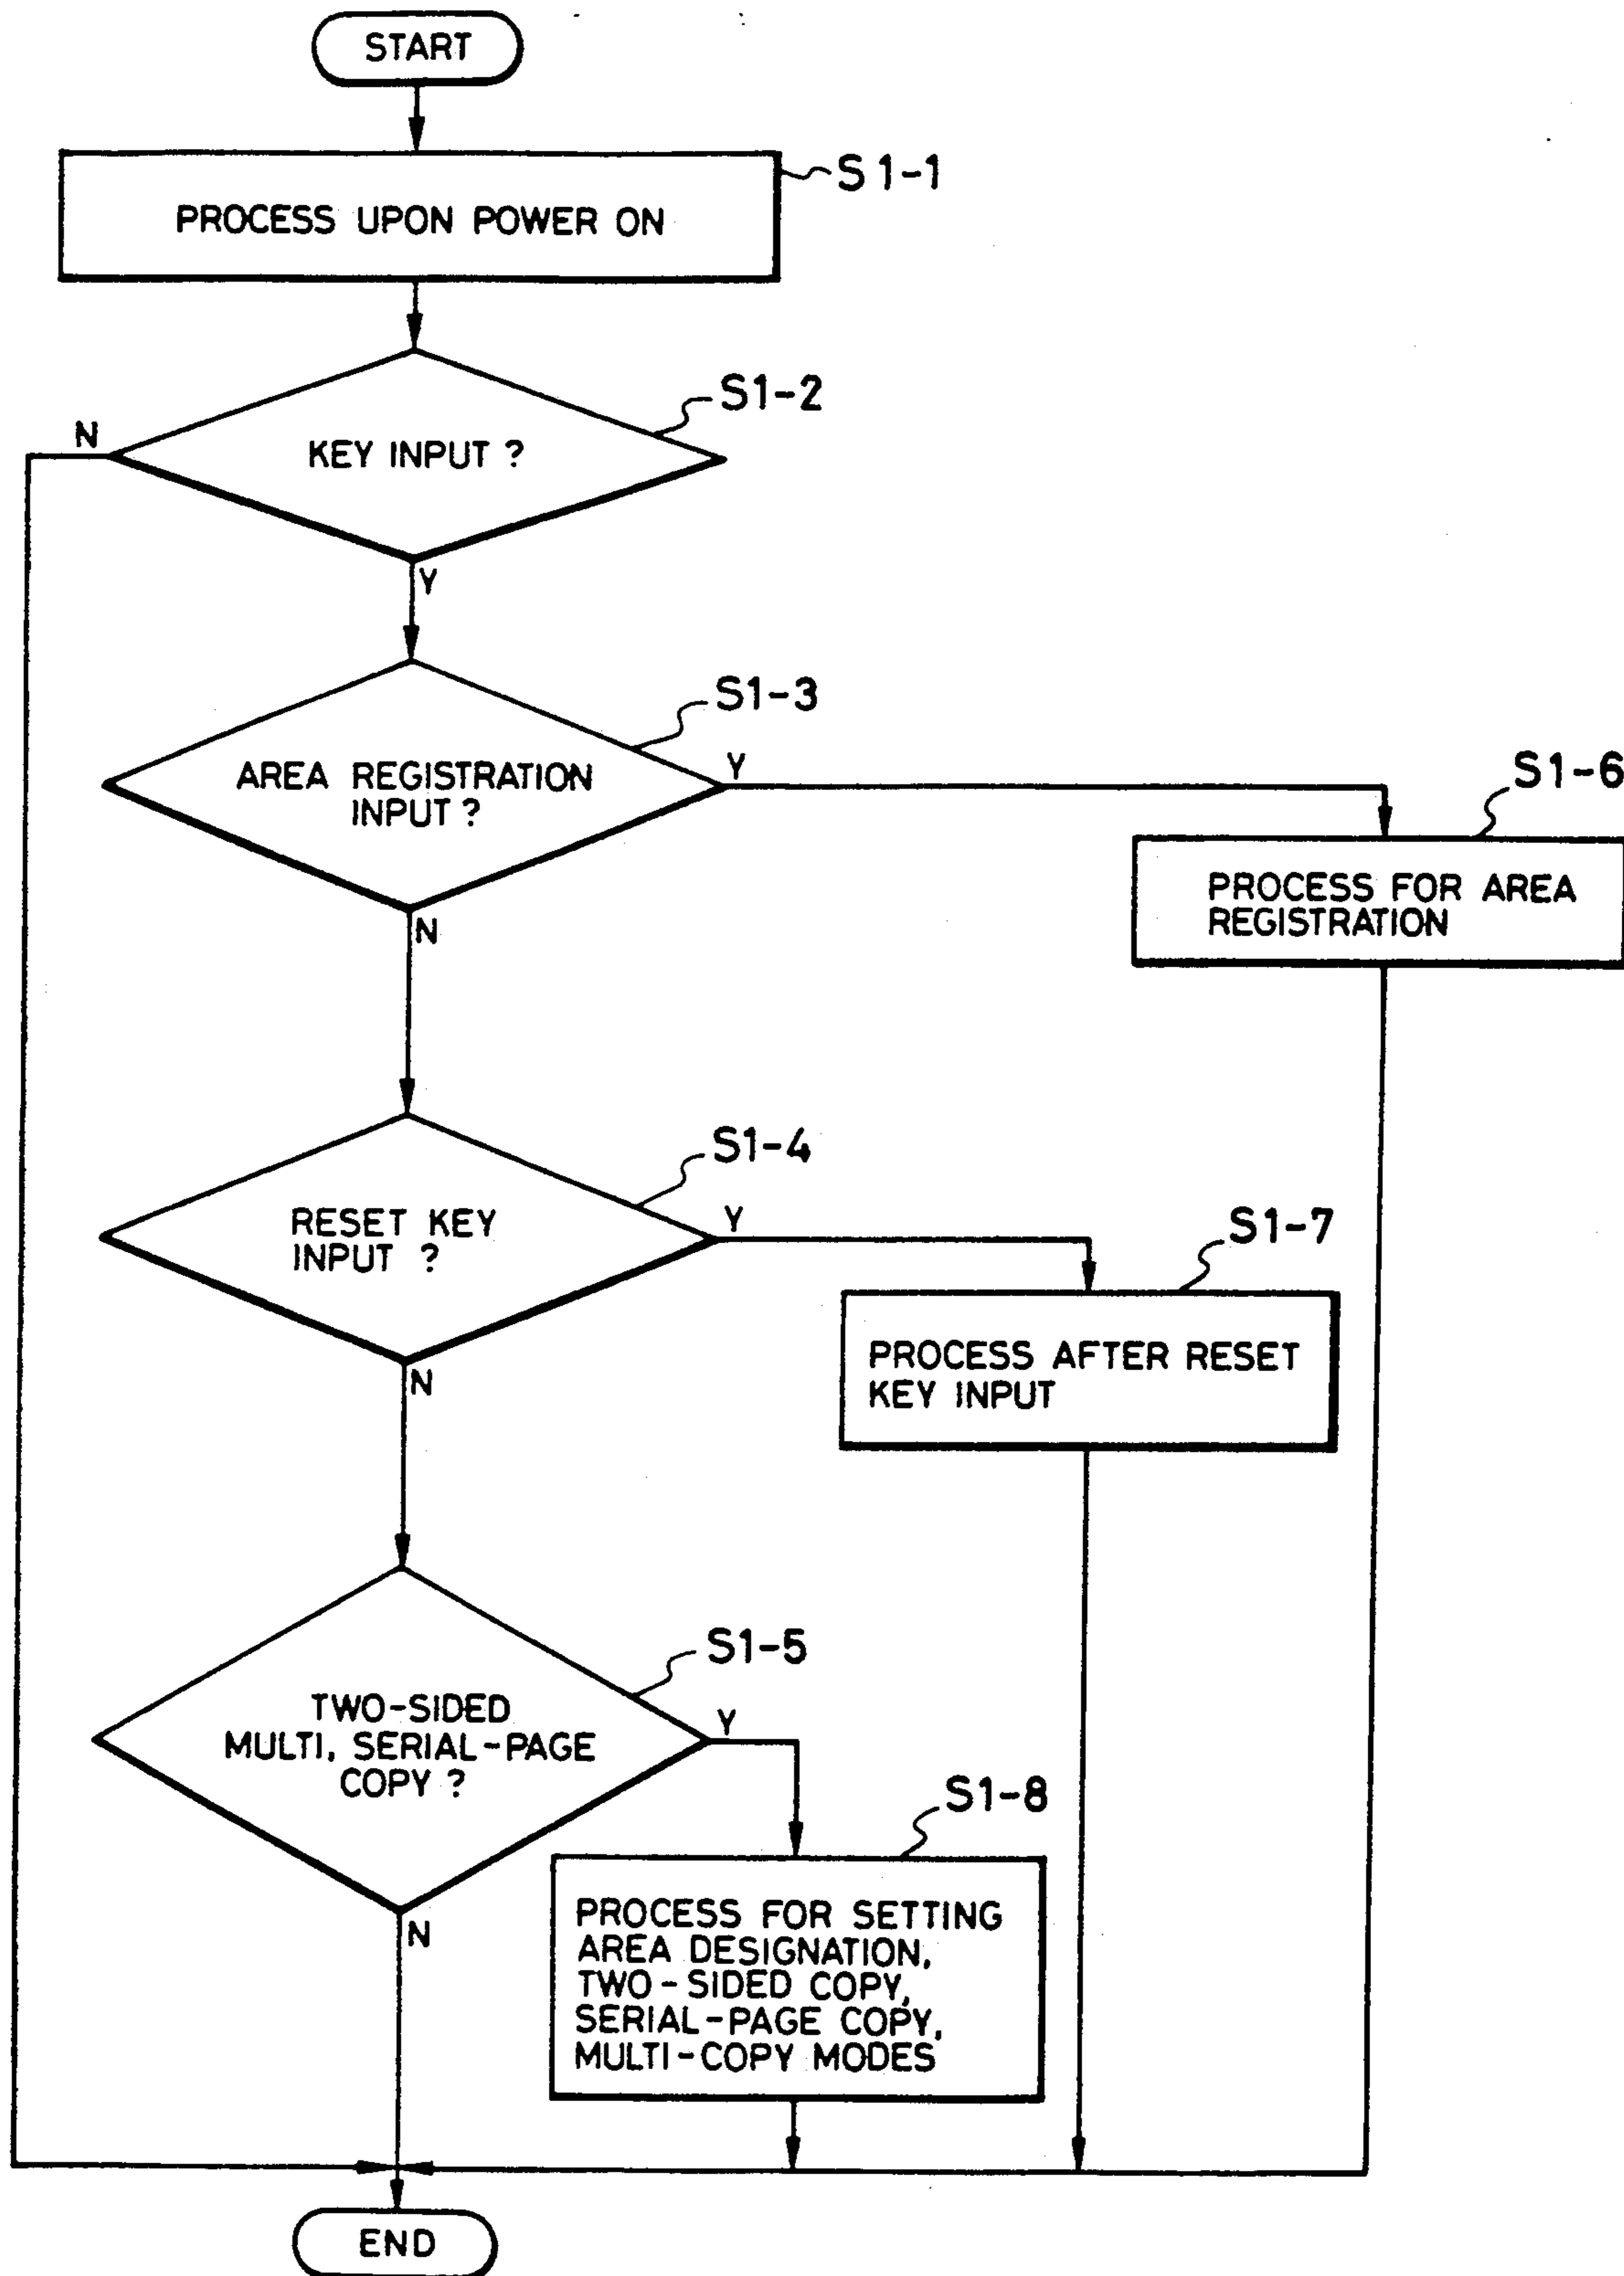 START
S1-1
PROCESS UPON POWER ON
S1-2
N
KEY INPUT ?
Y
S1-3
AREA REGISTRATION
INPUT ?
Y
S1-6
PROCESS FOR AREA
REGISTRATION
N
S1-4
RESET KEY
INPUT ?
Y
S1-7
PROCESS AFTER RESET
KEY INPUT
N
S1-5
TWO-SIDED
MULTI, SERIAL-PAGE
COPY ?
Y
S1-8
PROCESS FOR SETTING
AREA DESIGNATION,
TWO-SIDED COPY,
SERIAL-PAGE COPY,
MULTI-COPY MODES
N
END